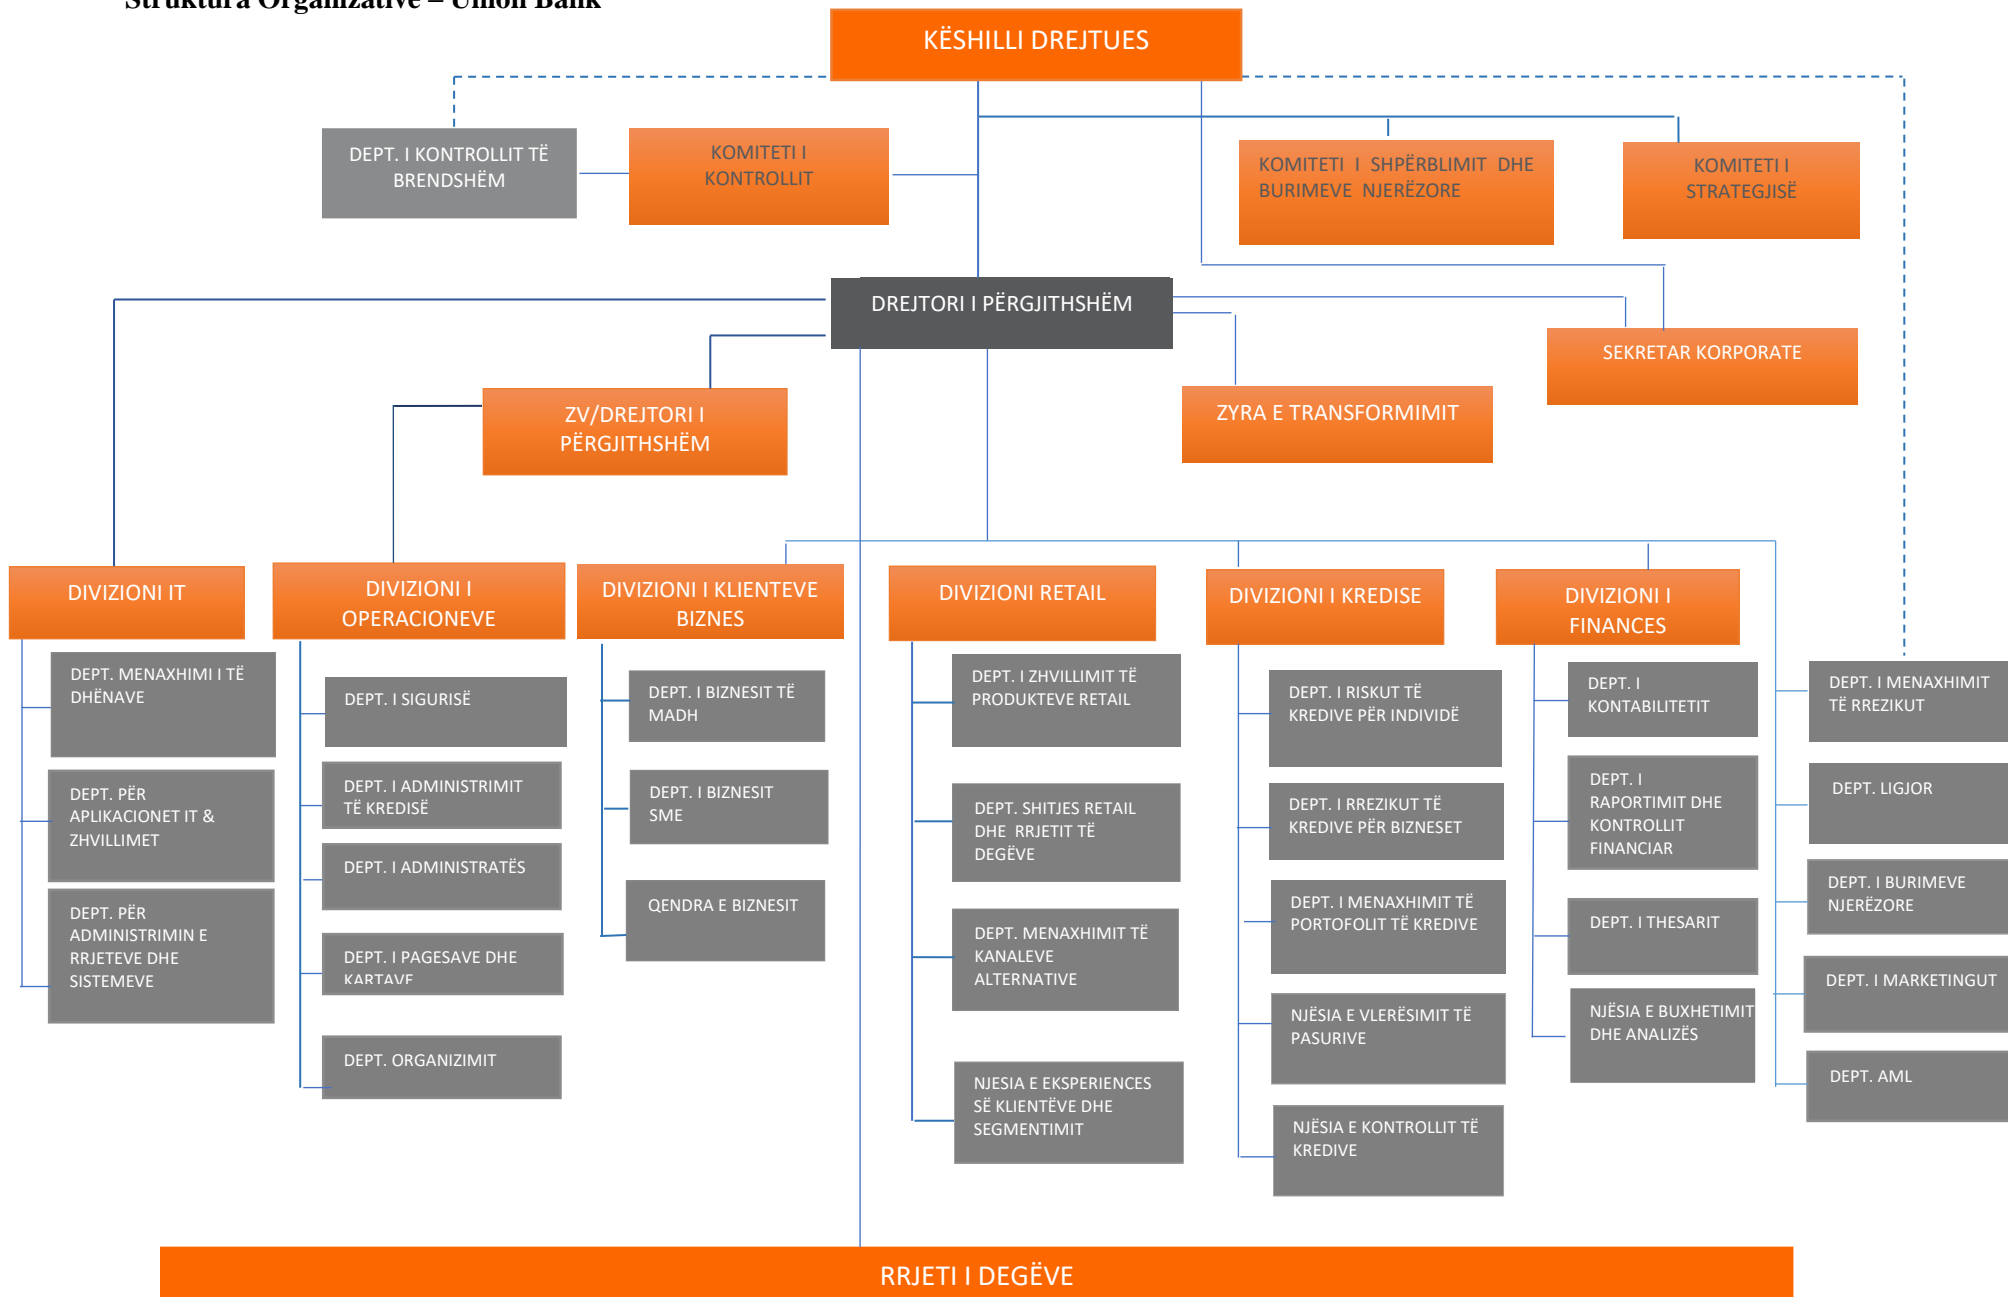 Struktura Organizative – Union Bank
KËSHILLI DREJTUES
DEPT. I KONTROLLIT TË
BRENDSHËM
KOMITETI I
KONTROLLIT
KOMITETI I SHPËRBLIMIT DHE
BURIMEVE NJERËZORE
KOMITETI I
STRATEGJISË
DREJTORI I PËRGJITHSHËM
SEKRETAR KORPORATE
ZV/DREJTORI I
PËRGJITHSHËM
ZYRA E TRANSFORMIMIT
DIVIZIONI IT
DEPT. MENAXHIMI I TË
DHËNAVE
DEPT. PËR
APLIKACIONET IT &
ZHVILLIMET
DEPT. PËR
ADMINISTRIMIN E
RRJETEVE DHE
SISTEMEVE
DIVIZIONI I
OPERACIONEVE
DEPT. I SIGURISË
DEPT. I ADMINISTRIMIT
TË KREDISË
DEPT. I ADMINISTRATËS
DEPT. I PAGESAVE DHE
KARTAVE
DEPT. ORGANIZIMIT
DIVIZIONI I KLIENTEVE
BIZNES
DEPT. I BIZNESIT TË
MADH
DEPT. I BIZNESIT
SME
QENDRA E BIZNESIT
DIVIZIONI RETAIL
DEPT. I ZHVILLIMIT TË
PRODUKTEVE RETAIL
DEPT. SHITJES RETAIL
DHE RRJETIT TË
DEGËVE
DEPT. MENAXHIMIT TË
KANALEVE
ALTERNATIVE
NJESIA E EKSPERIENCES
SË KLIENTËVE DHE
SEGMENTIMIT
DIVIZIONI I KREDISE
DEPT. I RISKUT TË
KREDIVE PËR INDIVIDË
DEPT. I RREZIKUT TË
KREDIVE PËR BIZNESET
DEPT. I MENAXHIMIT TË
PORTOFOLIT TË KREDIVE
NJËSIA E VLERËSIMIT TË
PASURIVE
NJËSIA E KONTROLLIT TË
KREDIVE
DIVIZIONI I
FINANCES
DEPT. I
KONTABILITETIT
DEPT. I
RAPORTIMIT DHE
KONTROLLIT
FINANCIAR
DEPT. I THESARIT
NJËSIA E BUXHETIMIT
DHE ANALIZËS
DEPT. I MENAXHIMIT
TË RREZIKUT
DEPT. LIGJOR
DEPT. I BURIMEVE
NJERËZORE
DEPT. I MARKETINGUT
DEPT. AML
RRJETI I DEGËVE